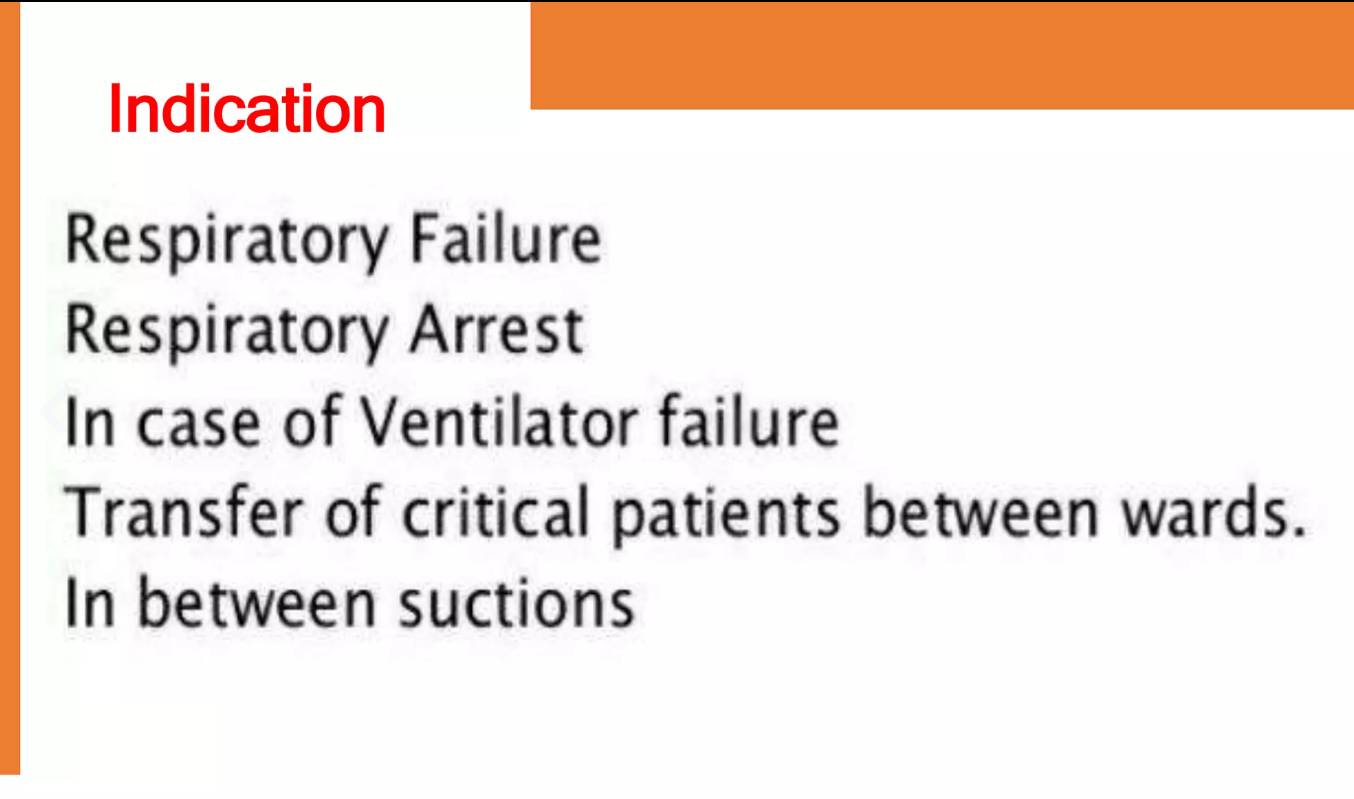 Indication
Respiratory Failure
Respiratory Arrest
In case of Ventilator failure
Transfer of critical patients between wards.
In between suctions